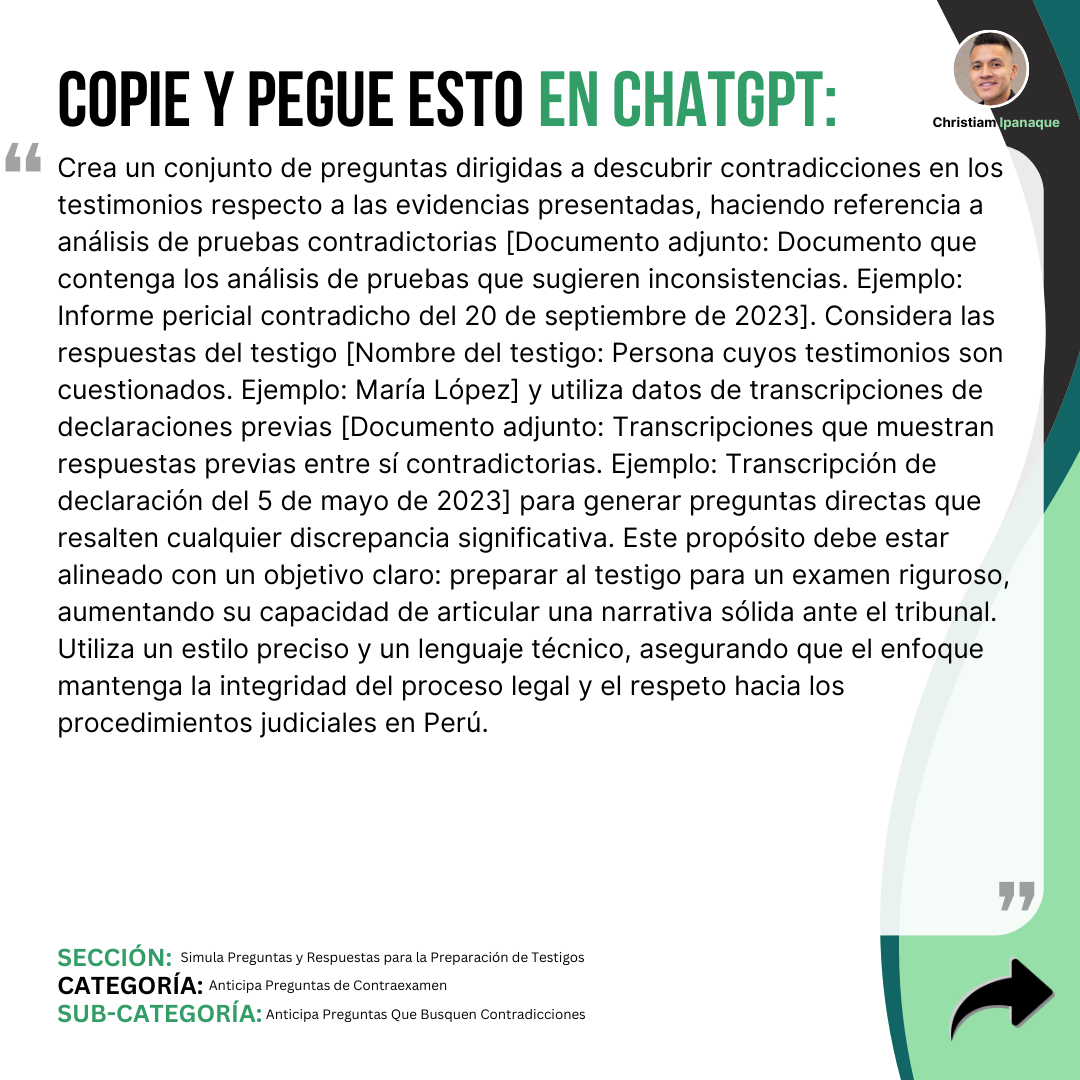 COPIE Y PEGUE ESTO EN CHATGPT:
Christiam Ipanaque
“
Crea un conjunto de preguntas dirigidas a descubrir contradicciones en los
testimonios respecto a las evidencias presentadas, haciendo referencia a
análisis de pruebas contradictorias [Documento adjunto: Documento que
contenga los análisis de pruebas que sugieren inconsistencias. Ejemplo:
Informe pericial contradicho del 20 de septiembre de 2023]. Considera las
respuestas del testigo [Nombre del testigo: Persona cuyos testimonios son
cuestionados. Ejemplo: María López] y utiliza datos de transcripciones de
declaraciones previas [Documento adjunto: Transcripciones que muestran
respuestas previas entre sí contradictorias. Ejemplo: Transcripción de
declaración del 5 de mayo de 2023] para generar preguntas directas que
resalten cualquier discrepancia significativa. Este propósito debe estar
alineado con un objetivo claro: preparar al testigo para un examen riguroso,
aumentando su capacidad de articular una narrativa sólida ante el tribunal.
Utiliza un estilo preciso y un lenguaje técnico, asegurando que el enfoque
mantenga la integridad del proceso legal y el respeto hacia los
procedimientos judiciales en Perú.
”
SECCIÓN: Simula Preguntas y Respuestas para la Preparación de Testigos
CATEGORÍA: Anticipa Preguntas de Contraexamen
SUB-CATEGORÍA: Anticipa Preguntas Que Busquen Contradicciones